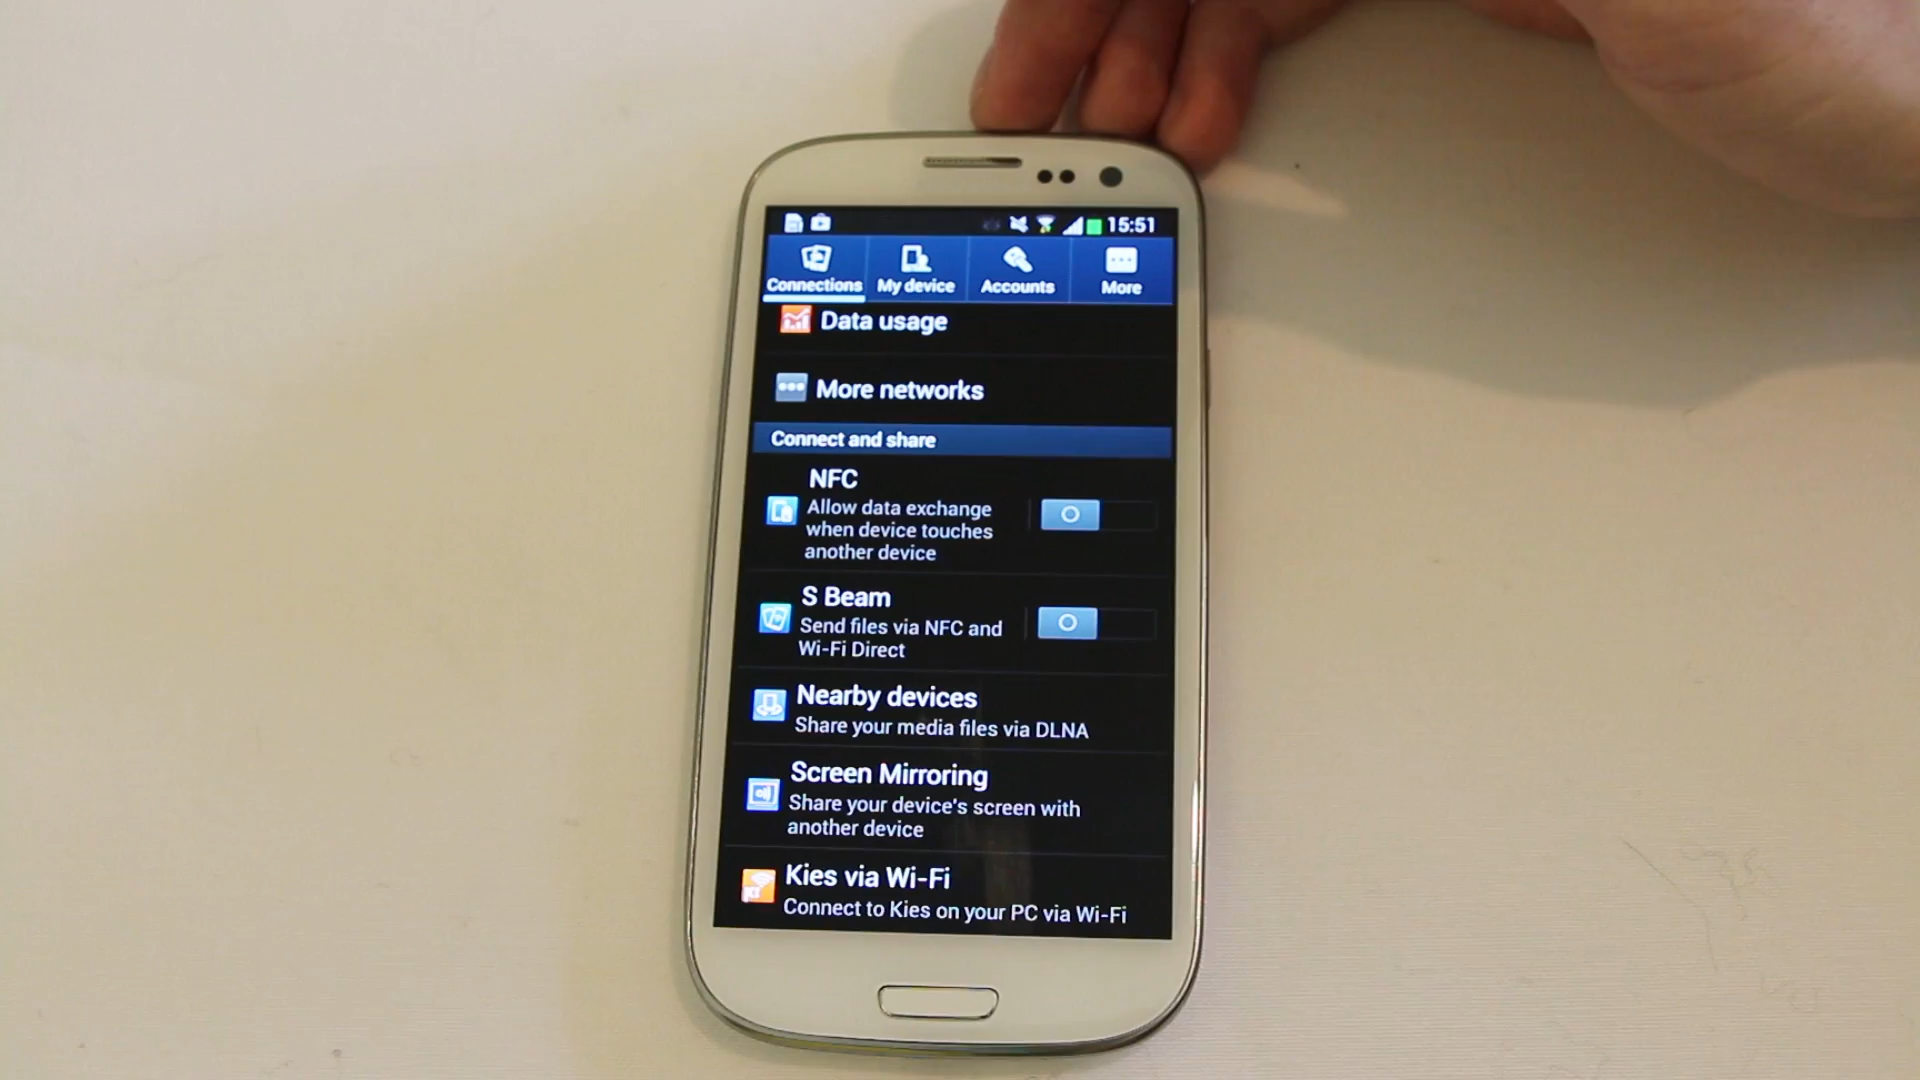 15:51
Connections My device Accounts More
Data usage
More networks
Connect and share
NFC
Allow data exchange
when device touches
another device
S Beam
Send files via NFC and
Wi-Fi Direct
Nearby devices
Share your media files via DLNA
Screen Mirroring
Share your device's screen with
another device
Kies via Wi-Fi
Connect to Kies on your PC via Wi-Fi